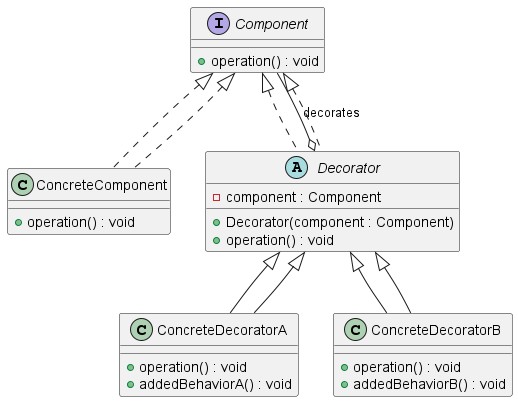 I Component
operation() : void
decorates
C ConcreteComponent
operation() : void
A Decorator
component : Component
Decorator(component : Component)
operation() : void
C ConcreteDecoratorA
operation() : void
addedBehaviorA() : void
C ConcreteDecoratorB
operation() : void
addedBehaviorB() : void